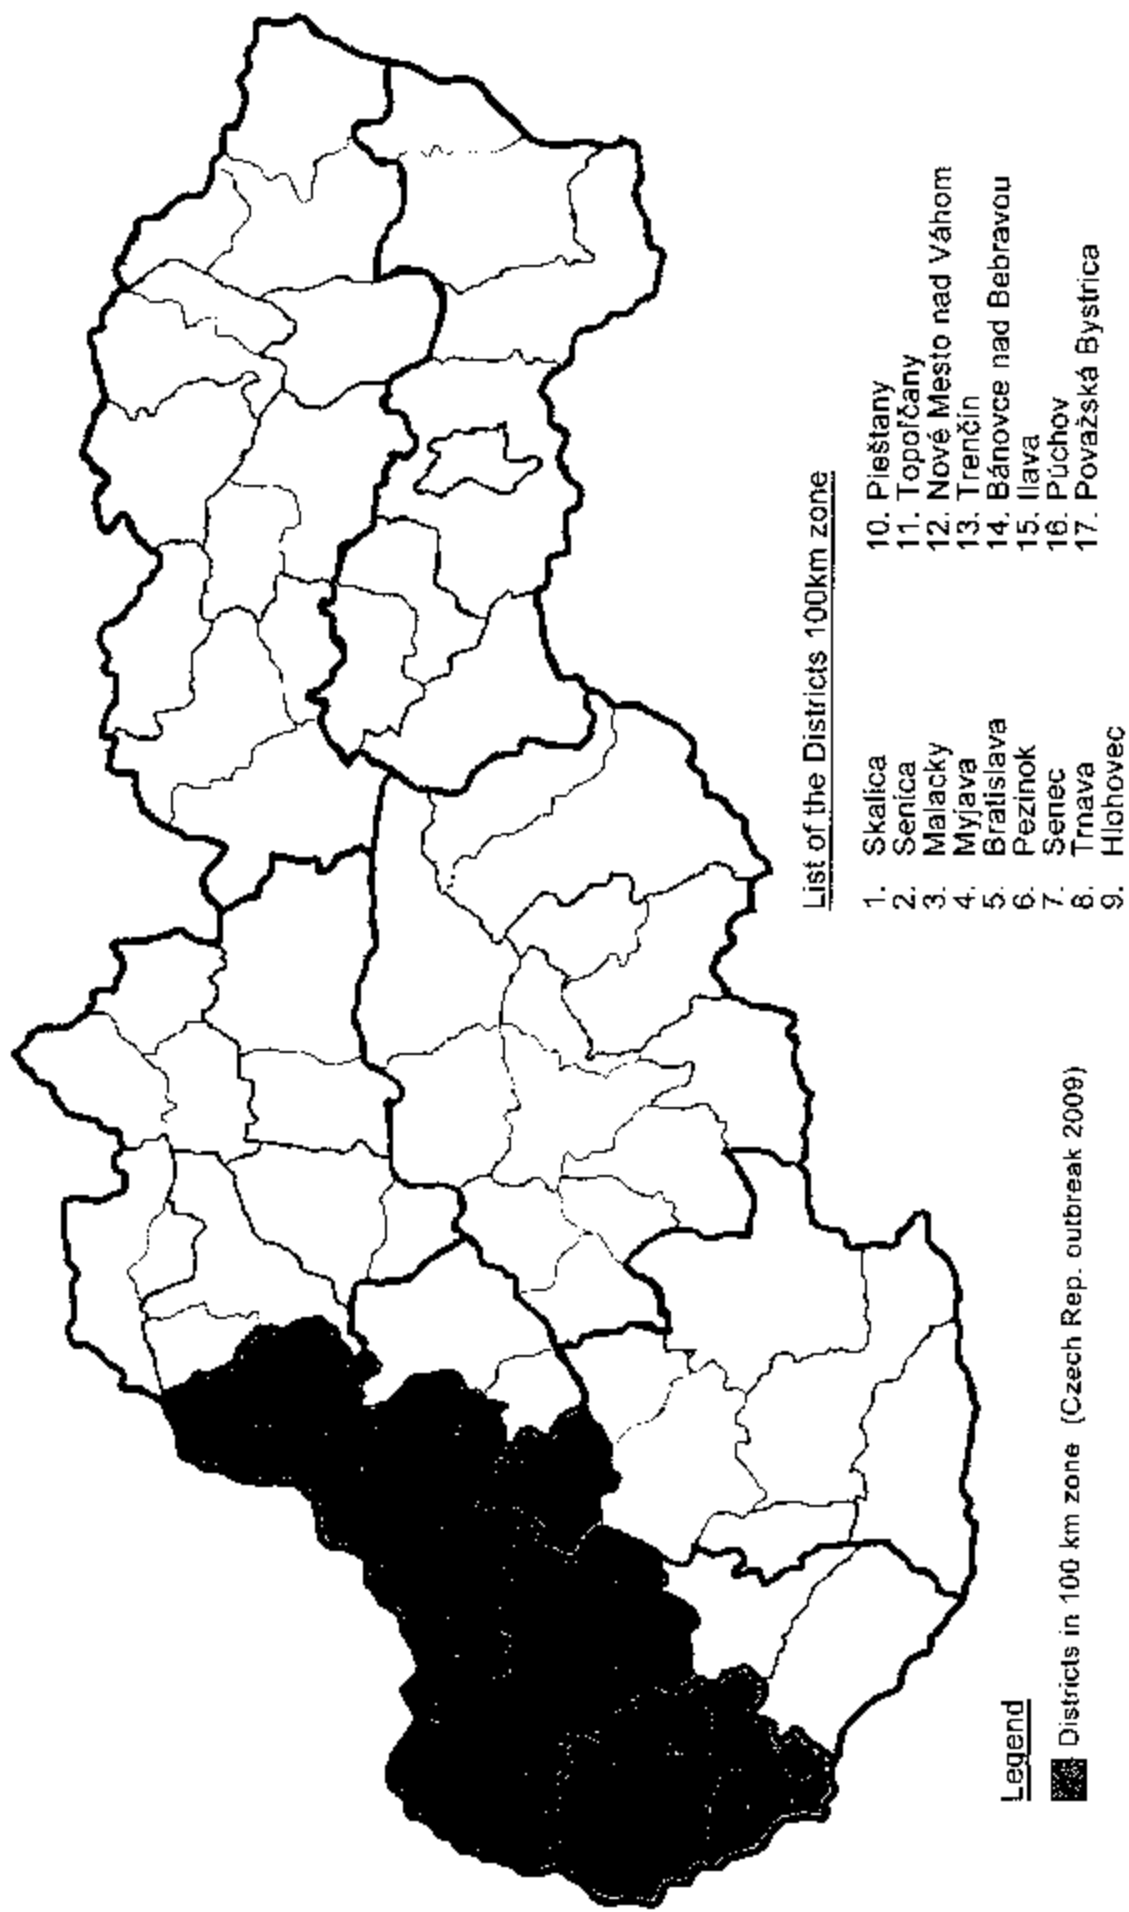 List of the Districts 100km zone
1. Skalica
2. Senica
3. Malacky
4. Myjava
5. Bratislava
6. Pezinok
7. Senec
8. Trnava
9. Hlohovec
10. Piešťany
11. Topoľčany
12. Nové Mesto nad Váhom
13. Trenčín
14. Bánovce nad Bebravou
15. Ilava
16. Púchov
17. Považská Bystrica
Legend
Districts in 100 km zone (Czech Rep. outbreak 2009)